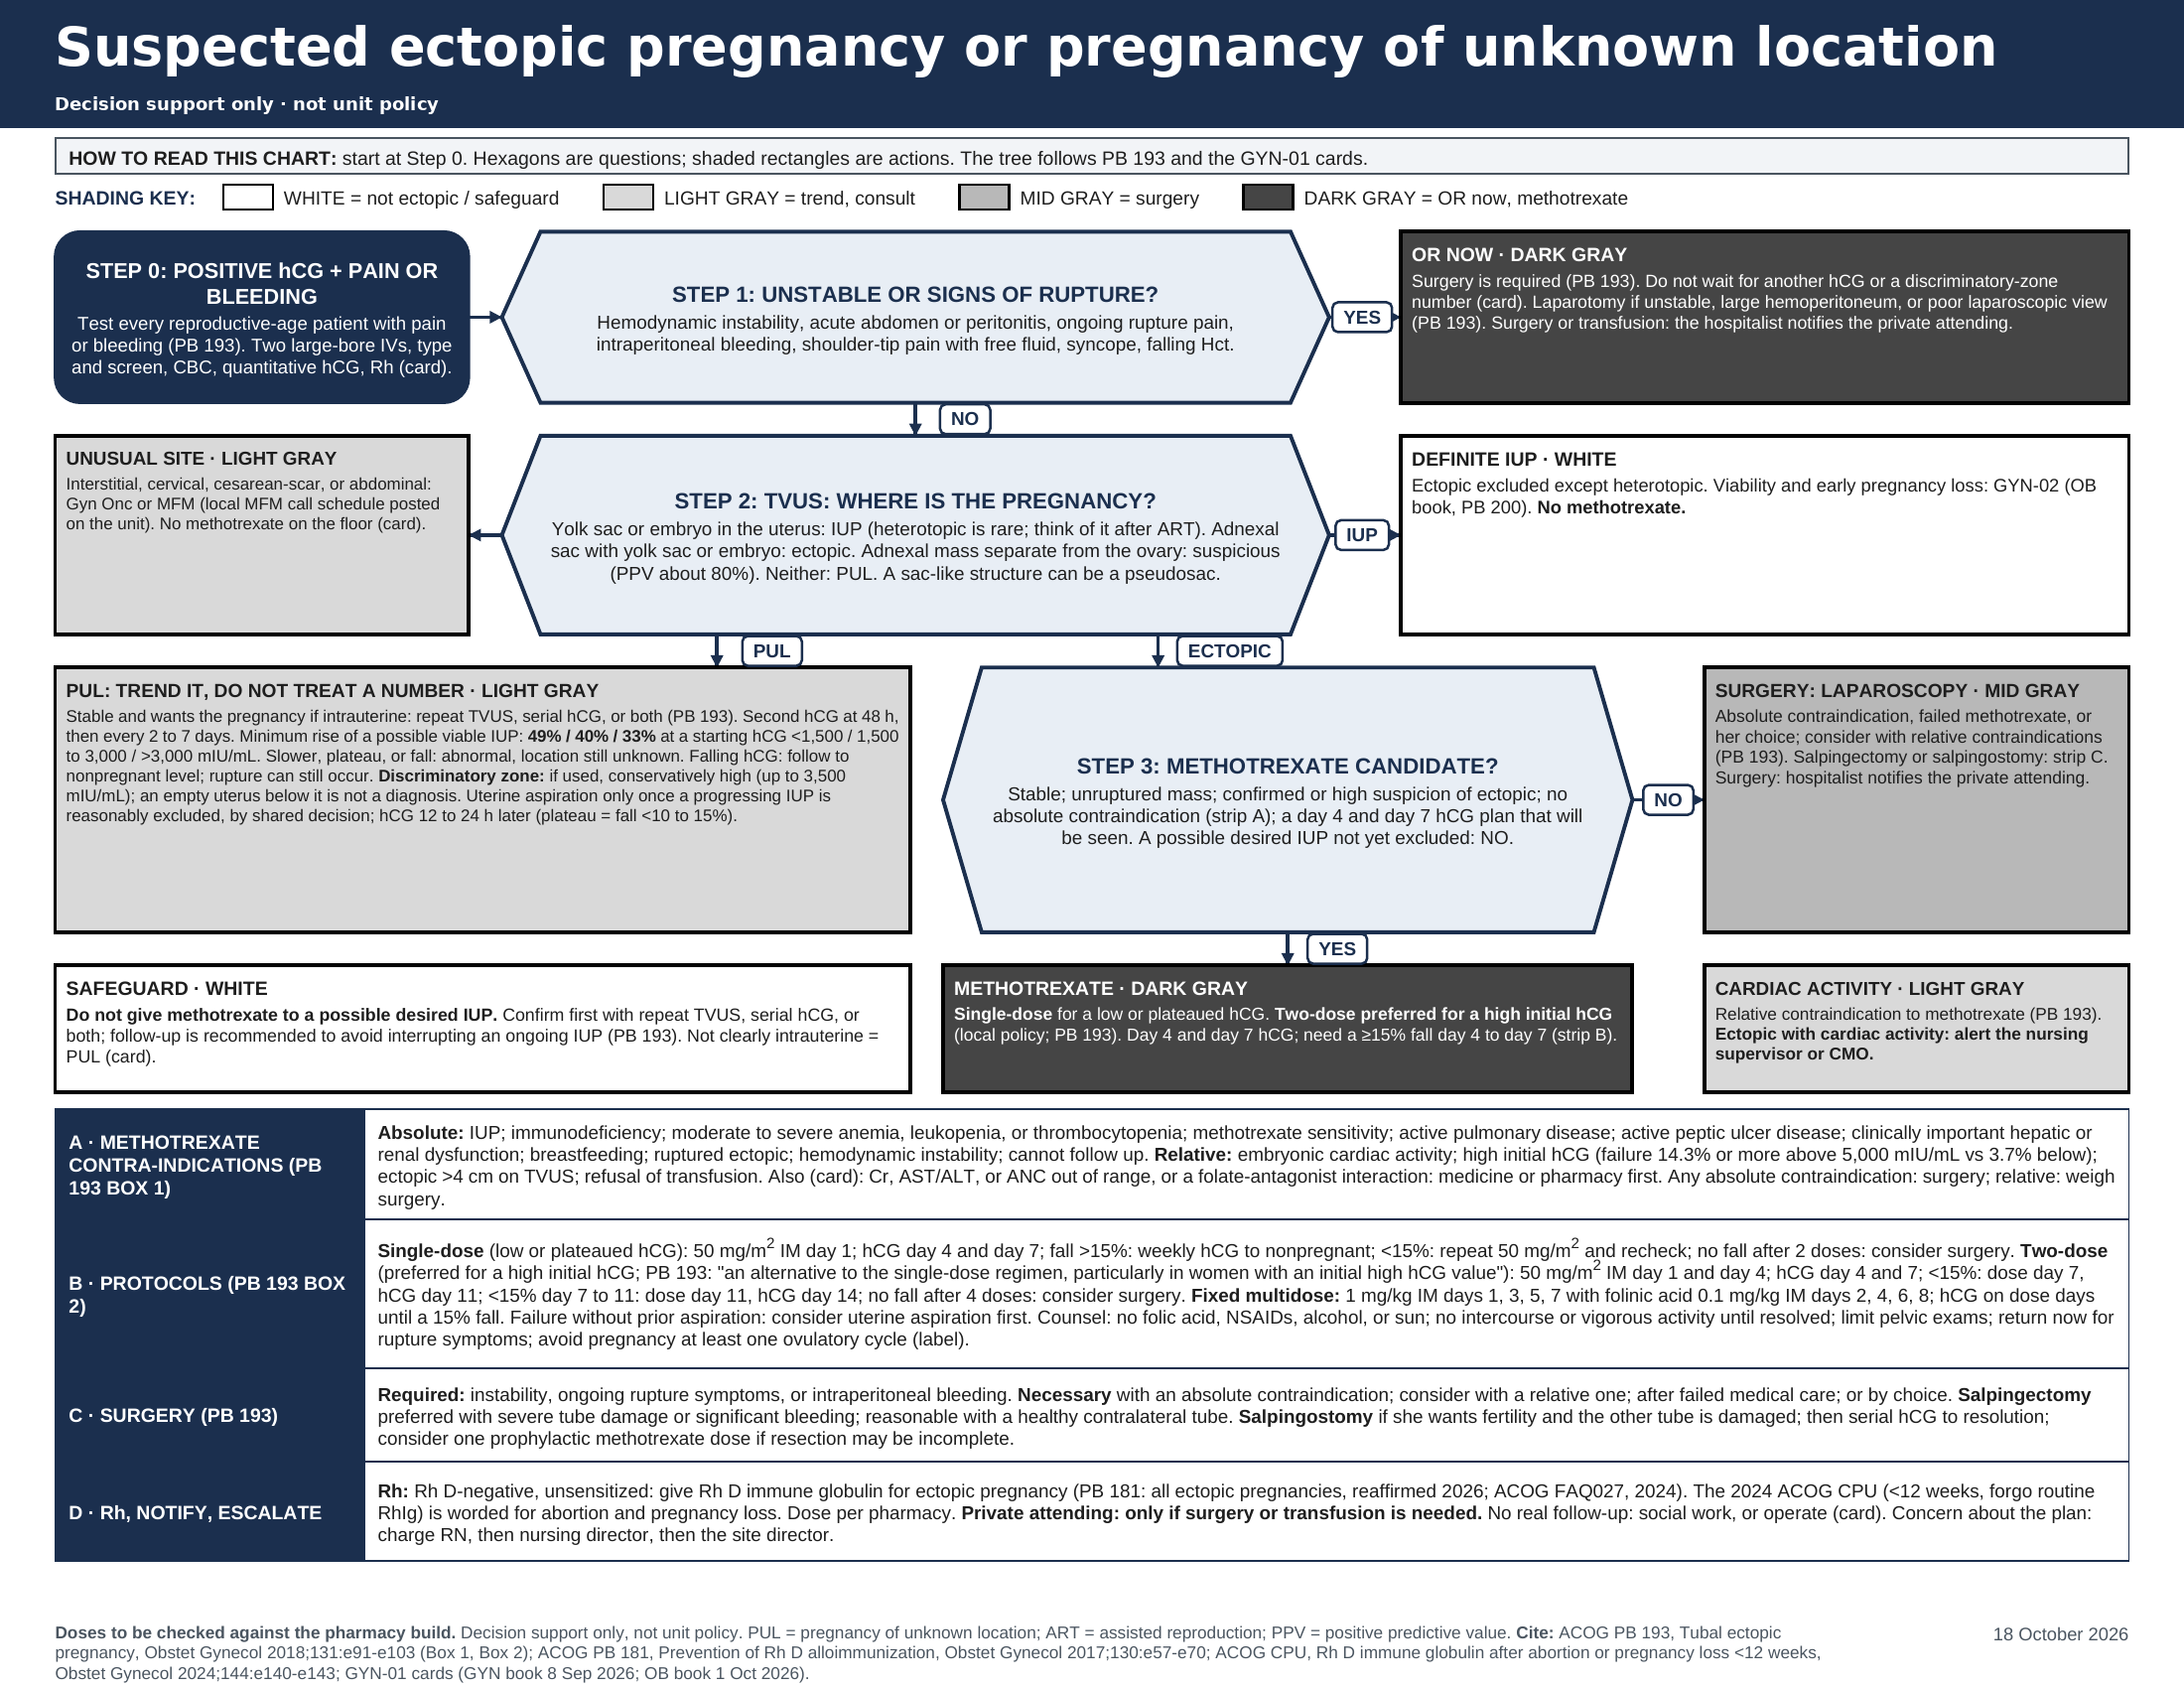 Suspected ectopic pregnancy or pregnancy of unknown location
Decision support only · not unit policy
HOW TO READ THIS CHART: start at Step 0. Hexagons are questions; shaded rectangles are actions. The tree follows PB 193 and the GYN-01 cards.
SHADING KEY:
WHITE = not ectopic / safeguard
LIGHT GRAY = trend, consult
MID GRAY = surgery
DARK GRAY = OR now, methotrexate
STEP 0: POSITIVE hCG + PAIN OR
BLEEDING
Test every reproductive-age patient with pain
or bleeding (PB 193). Two large-bore IVs, type
and screen, CBC, quantitative hCG, Rh (card).
STEP 1: UNSTABLE OR SIGNS OF RUPTURE?
Hemodynamic instability, acute abdomen or peritonitis, ongoing rupture pain,
intraperitoneal bleeding, shoulder-tip pain with free fluid, syncope, falling Hct.
YES
OR NOW · DARK GRAY
Surgery is required (PB 193). Do not wait for another hCG or a discriminatory-zone
number (card). Laparotomy if unstable, large hemoperitoneum, or poor laparoscopic view
(PB 193). Surgery or transfusion: the hospitalist notifies the private attending.
NO
UNUSUAL SITE · LIGHT GRAY
Interstitial, cervical, cesarean-scar, or abdominal:
Gyn Onc or MFM (local MFM call schedule posted
on the unit). No methotrexate on the floor (card).
STEP 2: TVUS: WHERE IS THE PREGNANCY?
Yolk sac or embryo in the uterus: IUP (heterotopic is rare; think of it after ART). Adnexal
sac with yolk sac or embryo: ectopic. Adnexal mass separate from the ovary: suspicious
(PPV about 80%). Neither: PUL. A sac-like structure can be a pseudosac.
IUP
DEFINITE IUP · WHITE
Ectopic excluded except heterotopic. Viability and early pregnancy loss: GYN-02 (OB
book, PB 200). No methotrexate.
PUL
ECTOPIC
PUL: TREND IT, DO NOT TREAT A NUMBER · LIGHT GRAY
Stable and wants the pregnancy if intrauterine: repeat TVUS, serial hCG, or both (PB 193). Second hCG at 48 h,
then every 2 to 7 days. Minimum rise of a possible viable IUP: 49% / 40% / 33% at a starting hCG <1,500 / 1,500
to 3,000 / >3,000 mIU/mL. Slower, plateau, or fall: abnormal, location still unknown. Falling hCG: follow to
nonpregnant level; rupture can still occur. Discriminatory zone: if used, conservatively high (up to 3,500
mIU/mL); an empty uterus below it is not a diagnosis. Uterine aspiration only once a progressing IUP is
reasonably excluded, by shared decision; hCG 12 to 24 h later (plateau = fall <10 to 15%).
STEP 3: METHOTREXATE CANDIDATE?
Stable; unruptured mass; confirmed or high suspicion of ectopic; no
absolute contraindication (strip A); a day 4 and day 7 hCG plan that will
be seen. A possible desired IUP not yet excluded: NO.
NO
SURGERY: LAPAROSCOPY · MID GRAY
Absolute contraindication, failed methotrexate, or
her choice; consider with relative contraindications
(PB 193). Salpingectomy or salpingostomy: strip C.
Surgery: hospitalist notifies the private attending.
YES
SAFEGUARD · WHITE
Do not give methotrexate to a possible desired IUP. Confirm first with repeat TVUS, serial hCG, or
both; follow-up is recommended to avoid interrupting an ongoing IUP (PB 193). Not clearly intrauterine =
PUL (card).
METHOTREXATE · DARK GRAY
Single-dose for a low or plateaued hCG. Two-dose preferred for a high initial hCG
(local policy; PB 193). Day 4 and day 7 hCG; need a ≥15% fall day 4 to day 7 (strip B).
CARDIAC ACTIVITY · LIGHT GRAY
Relative contraindication to methotrexate (PB 193).
Ectopic with cardiac activity: alert the nursing
supervisor or CMO.
A · METHOTREXATE
CONTRA-INDICATIONS (PB
193 BOX 1)
Absolute: IUP; immunodeficiency; moderate to severe anemia, leukopenia, or thrombocytopenia; methotrexate sensitivity; active pulmonary disease; active peptic ulcer disease; clinically important hepatic or
renal dysfunction; breastfeeding; ruptured ectopic; hemodynamic instability; cannot follow up. Relative: embryonic cardiac activity; high initial hCG (failure 14.3% or more above 5,000 mIU/mL vs 3.7% below);
ectopic >4 cm on TVUS; refusal of transfusion. Also (card): Cr, AST/ALT, or ANC out of range, or a folate-antagonist interaction: medicine or pharmacy first. Any absolute contraindication: surgery; relative: weigh
surgery.
B · PROTOCOLS (PB 193 BOX
2)
Single-dose (low or plateaued hCG): 50 mg/m2 IM day 1; hCG day 4 and day 7; fall >15%: weekly hCG to nonpregnant; <15%: repeat 50 mg/m2 and recheck; no fall after 2 doses: consider surgery. Two-dose
(preferred for a high initial hCG; PB 193: "an alternative to the single-dose regimen, particularly in women with an initial high hCG value"): 50 mg/m2 IM day 1 and day 4; hCG day 4 and 7; <15%: dose day 7,
hCG day 11; <15% day 7 to 11: dose day 11, hCG day 14; no fall after 4 doses: consider surgery. Fixed multidose: 1 mg/kg IM days 1, 3, 5, 7 with folinic acid 0.1 mg/kg IM days 2, 4, 6, 8; hCG on dose days
until a 15% fall. Failure without prior aspiration: consider uterine aspiration first. Counsel: no folic acid, NSAIDs, alcohol, or sun; no intercourse or vigorous activity until resolved; limit pelvic exams; return now for
rupture symptoms; avoid pregnancy at least one ovulatory cycle (label).
C · SURGERY (PB 193)
Required: instability, ongoing rupture symptoms, or intraperitoneal bleeding. Necessary with an absolute contraindication; consider with a relative one; after failed medical care; or by choice. Salpingectomy
preferred with severe tube damage or significant bleeding; reasonable with a healthy contralateral tube. Salpingostomy if she wants fertility and the other tube is damaged; then serial hCG to resolution;
consider one prophylactic methotrexate dose if resection may be incomplete.
D · Rh, NOTIFY, ESCALATE
Rh: Rh D-negative, unsensitized: give Rh D immune globulin for ectopic pregnancy (PB 181: all ectopic pregnancies, reaffirmed 2026; ACOG FAQ027, 2024). The 2024 ACOG CPU (<12 weeks, forgo routine
RhIg) is worded for abortion and pregnancy loss. Dose per pharmacy. Private attending: only if surgery or transfusion is needed. No real follow-up: social work, or operate (card). Concern about the plan:
charge RN, then nursing director, then the site director.
Doses to be checked against the pharmacy build. Decision support only, not unit policy. PUL = pregnancy of unknown location; ART = assisted reproduction; PPV = positive predictive value. Cite: ACOG PB 193, Tubal ectopic
pregnancy, Obstet Gynecol 2018;131:e91-e103 (Box 1, Box 2); ACOG PB 181, Prevention of Rh D alloimmunization, Obstet Gynecol 2017;130:e57-e70; ACOG CPU, Rh D immune globulin after abortion or pregnancy loss <12 weeks,
Obstet Gynecol 2024;144:e140-e143; GYN-01 cards (GYN book 8 Sep 2026; OB book 1 Oct 2026).
18 October 2026